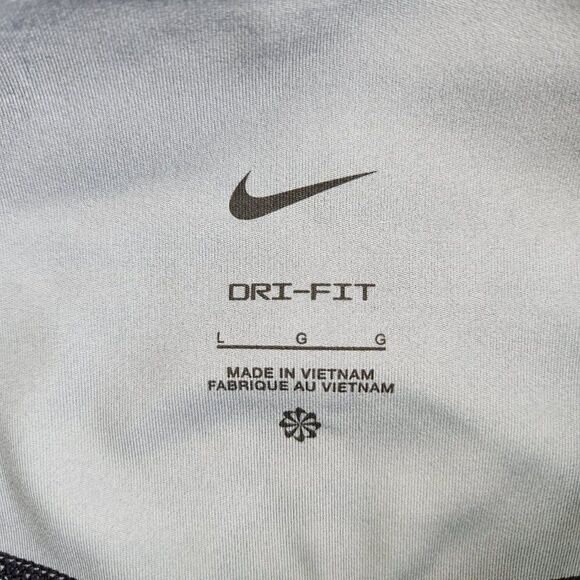 DRI-FIT
L G G
MADE IN VIETNAM
FABRIQUE AU VIETNAM